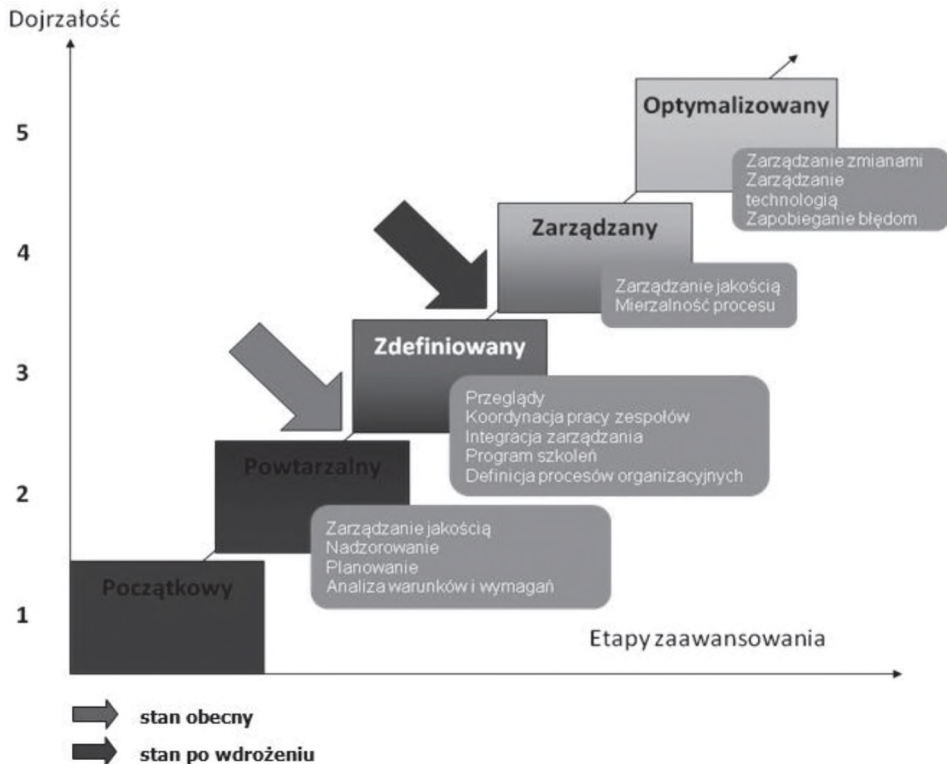 Dojrzałość
5
Optymalizowany
Zarządzanie zmianami
Zarządzanie
technologią
Zapobieganie błędom
4
Zarządzany
Zarządzanie jakością
Mierzalność procesu
3
Zdefiniowany
Przeglądy
Koordynacja pracy zespołów
Integracja zarządzania
Program szkoleń
Definicja procesów organizacyjnych
2
Powtarzalny
Zarządzanie jakością
Nadzorowanie
Planowanie
Analiza warunków i wymagań
1
Początkowy
Etapy zaawansowania
stan obecny
stan po wdrożeniu